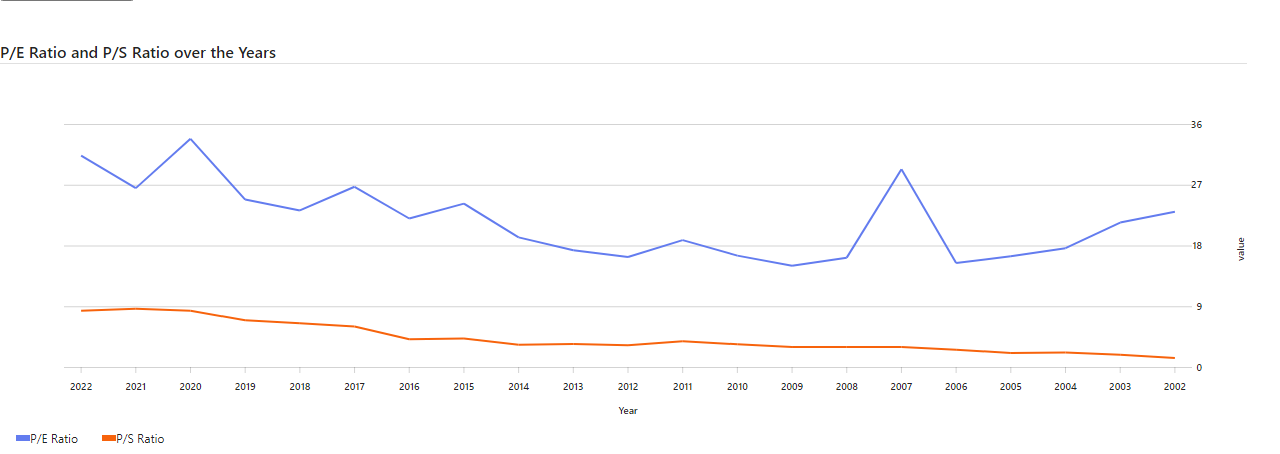 P/E Ratio and P/S Ratio over the Years
36
27
18
9
0
value
2022 2021 2020 2019 2018 2017 2016 2015 2014 2013 2012 2011 2010 2009 2008 2007 2006 2005 2004 2003 2002
Year
P/E Ratio P/S Ratio